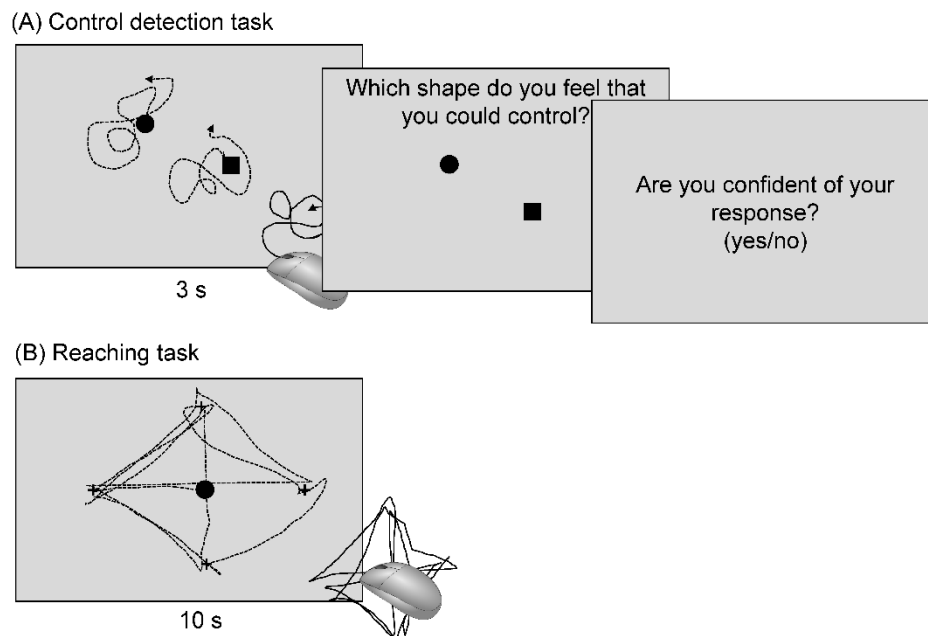 (A) Control detection task
Which shape do you feel that
you could control?
Are you confident of your
response?
(yes/no)
3 s
(B) Reaching task
10 s